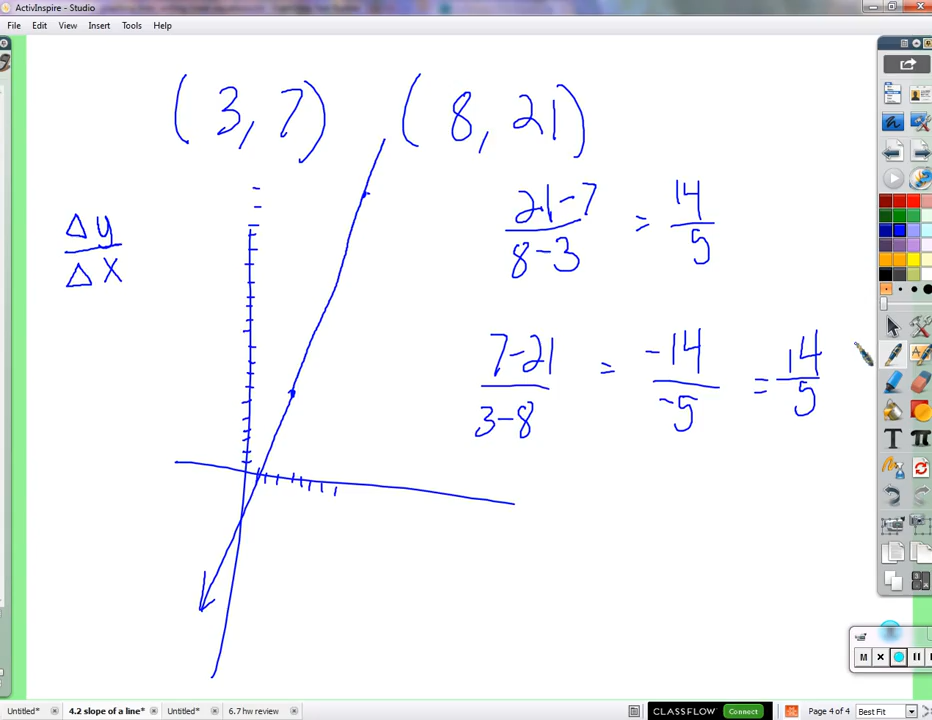 ActivInspire - Studio
File Edit View Insert Tools Help
(3, 7) (8, 21)
Δy
Δx
21-7
8-3
= 14
5
7-21
3-8
= -14
-5
= 14
5
T
M
Untitled* 4.2 slope of a line* Untitled* 6.7 hw review
CLASSFLOW Connect
Page 4 of 4 Best Fit